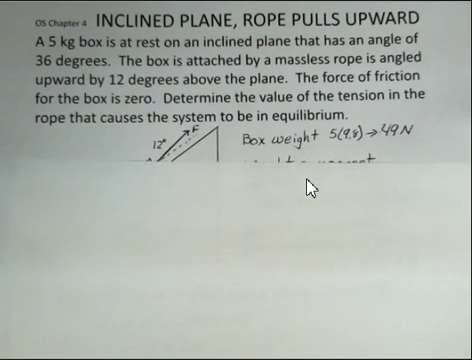 OS Chapter 4 INCLINED PLANE, ROPE PULLS UPWARD
A 5 kg box is at rest on an inclined plane that has an angle of
36 degrees. The box is attached by a massless rope is angled
upward by 12 degrees above the plane. The force of friction
for the box is zero. Determine the value of the tension in the
rope that causes the system to be in equilibrium.
12° F Box weight 5(9.8) → 49 N